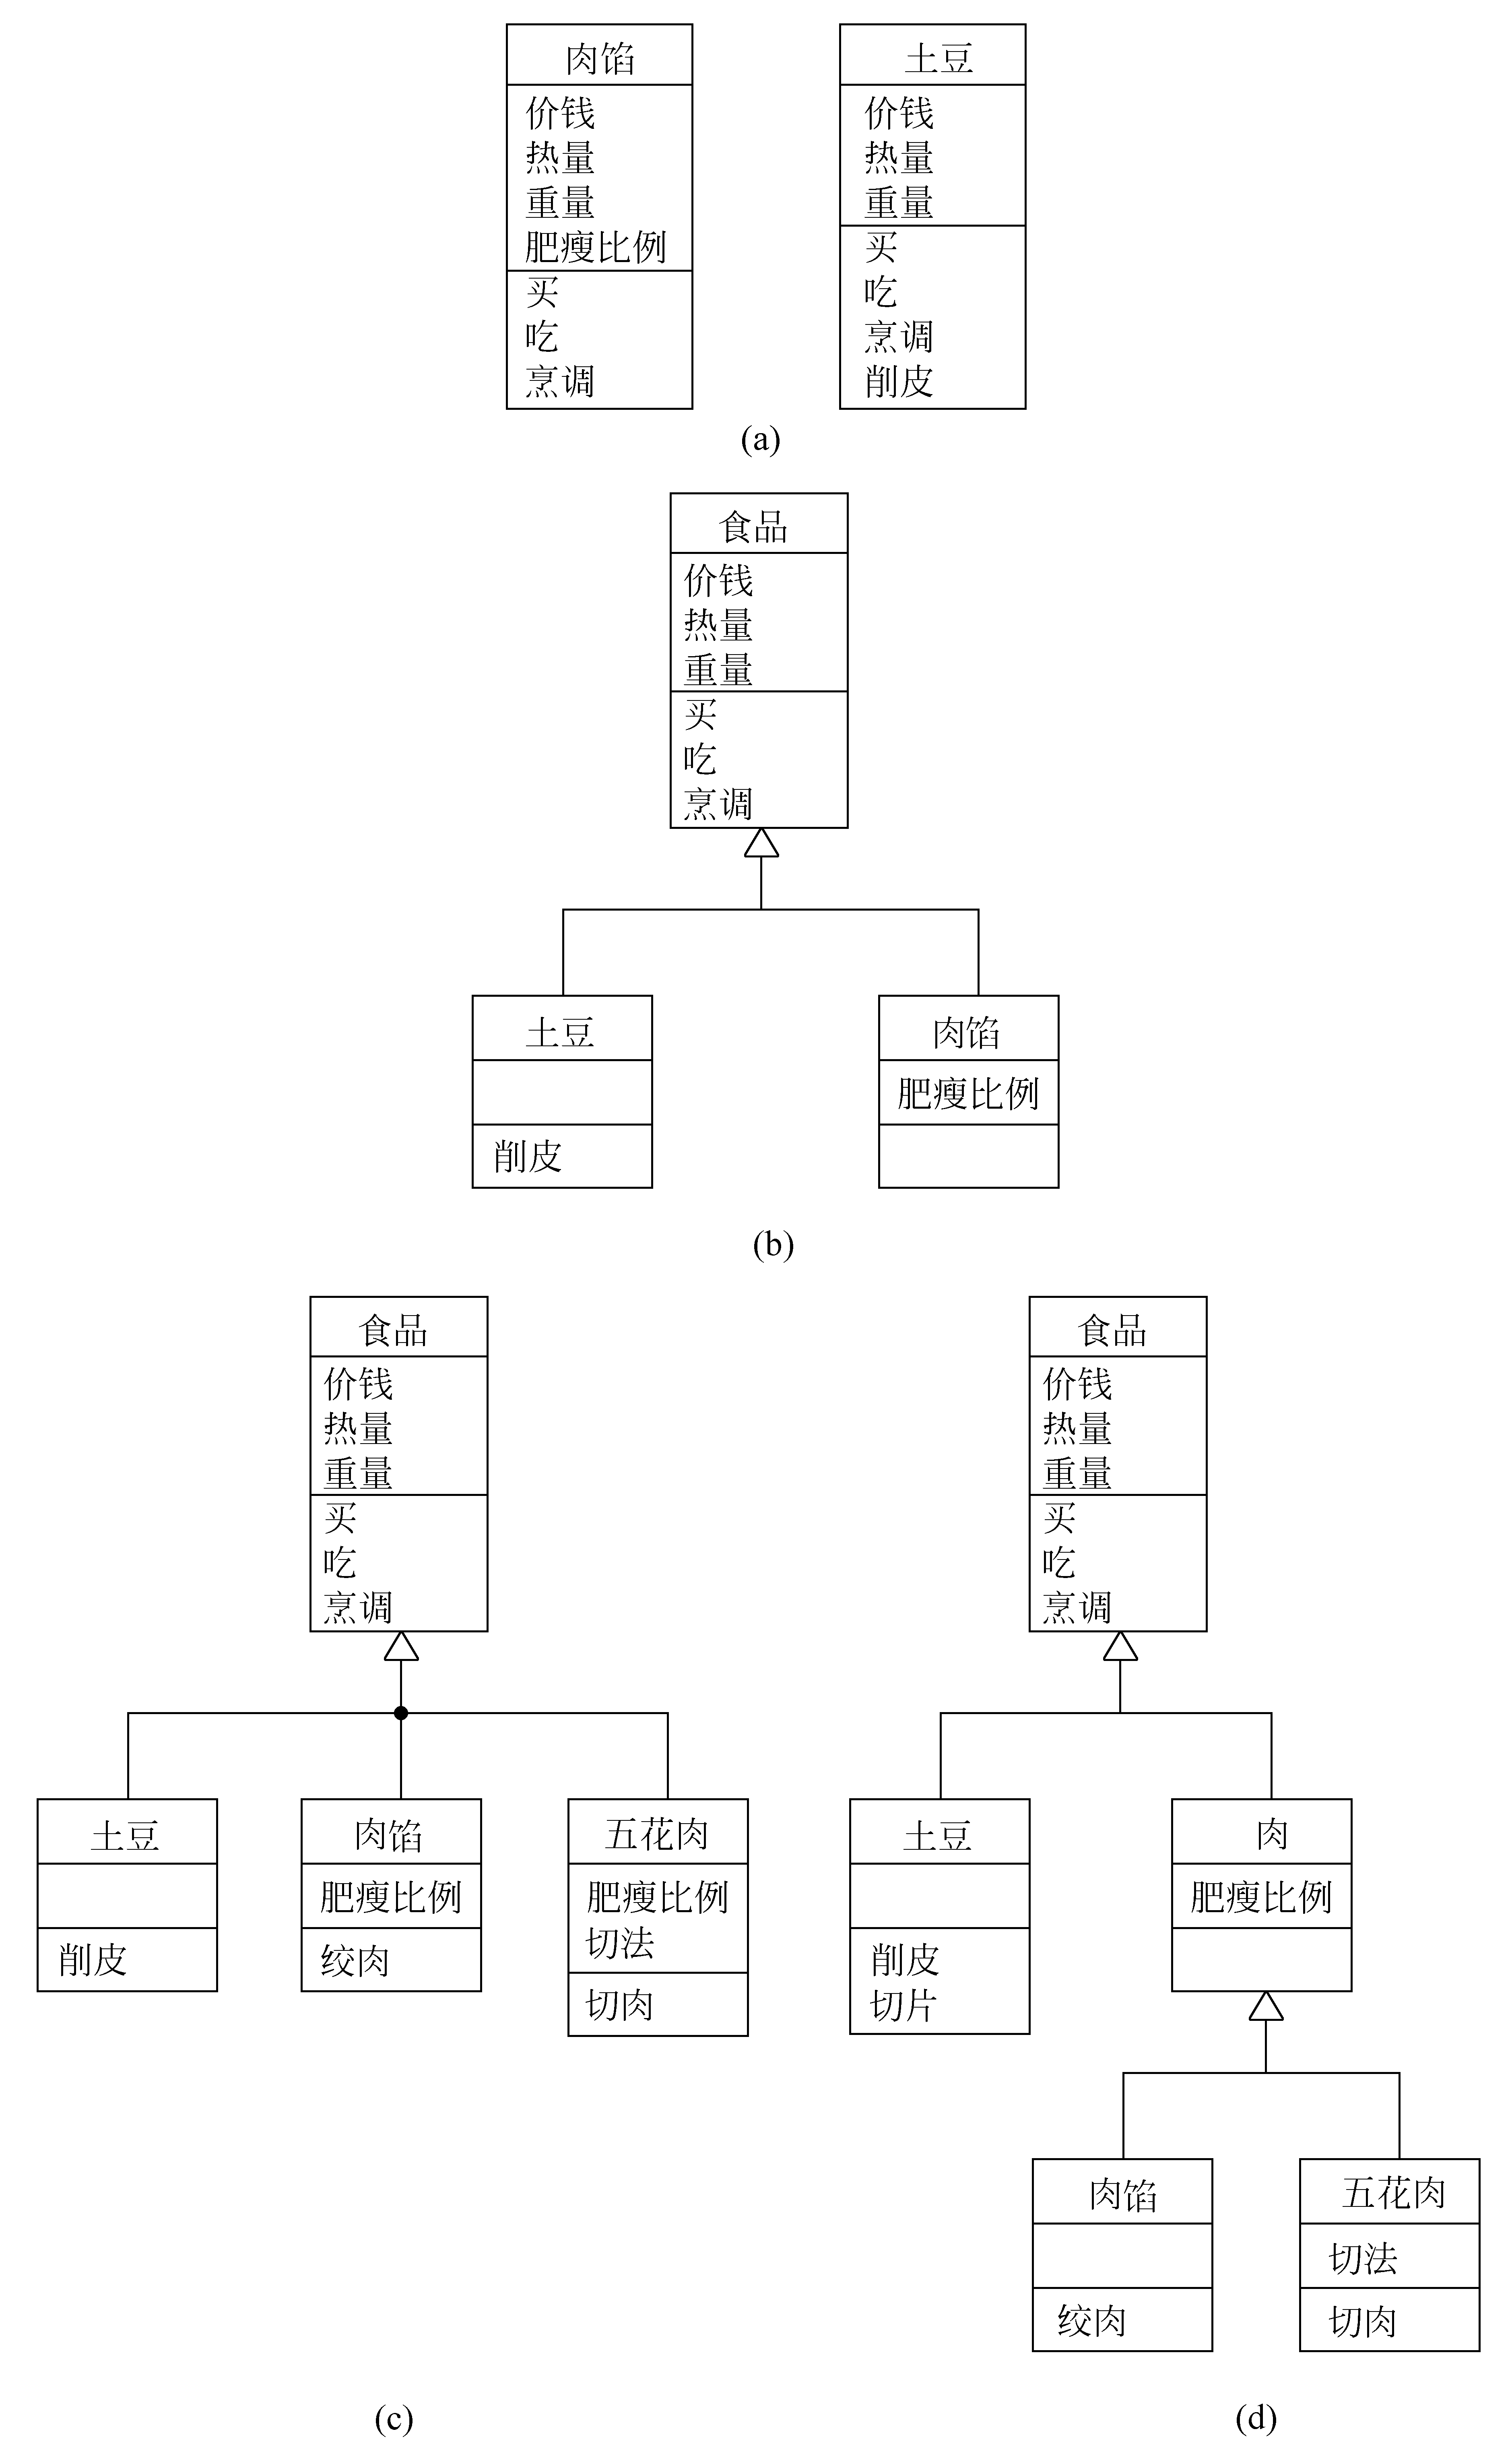 肉馅
价钱
热量
重量
肥瘦比例
买
吃
烹调
土豆
价钱
热量
重量
买
吃
烹调
削皮
(a)
食品
价钱
热量
重量
买
吃
烹调
土豆
削皮
肉馅
肥瘦比例
(b)
食品
价钱
热量
重量
买
吃
烹调
土豆
削皮
肉馅
肥瘦比例
绞肉
五花肉
肥瘦比例
切法
切肉
(c)
食品
价钱
热量
重量
买
吃
烹调
土豆
削皮
切片
肉
肥瘦比例
肉馅
绞肉
五花肉
切法
切肉
(d)